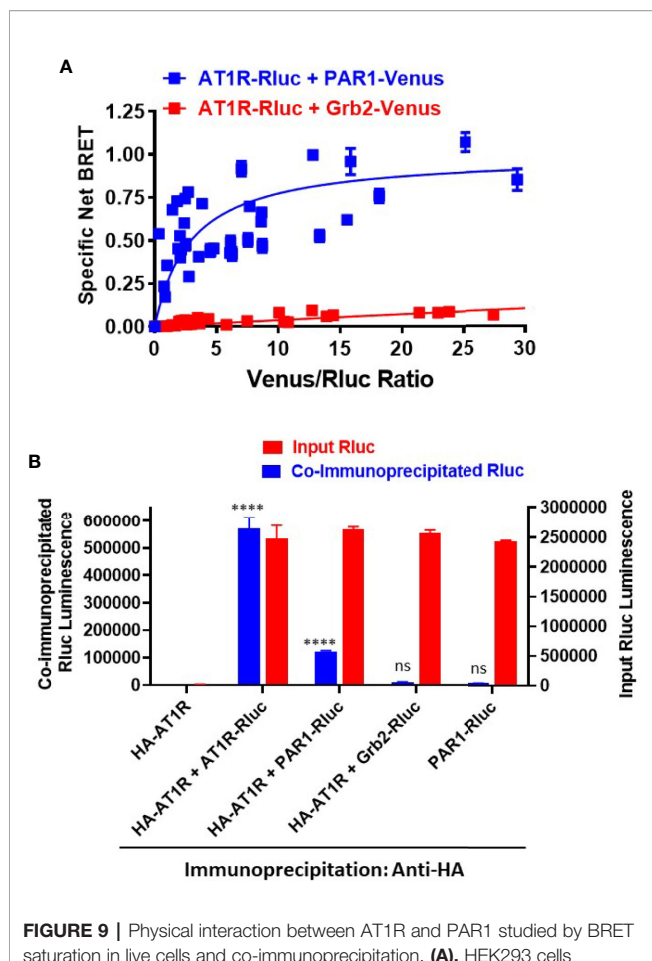 A
AT1R-Rluc + PAR1-Venus
AT1R-Rluc + Grb2-Venus
Specific Net BRET
1.25
1.00
0.75
0.50
0.25
0.00
0 5 10 15 20 25 30
Venus/Rluc Ratio
B
Input Rluc
Co-Immunoprecipitated Rluc
Co-Immunoprecipitated
Rluc Luminescence
600000
500000
400000
300000
200000
100000
0
****
****
ns
ns
3000000
2500000
2000000
1500000
1000000
500000
0
Input Rluc Luminescence
HA-AT1R
HA-AT1R + AT1R-Rluc
HA-AT1R + PAR1-Rluc
HA-AT1R + Grb2-Rluc
PAR1-Rluc
Immunoprecipitation: Anti-HA
FIGURE 9 | Physical interaction between AT1R and PAR1 studied by BRET
saturation in live cells and co-immunoprecipitation. (A). HEK293 cells